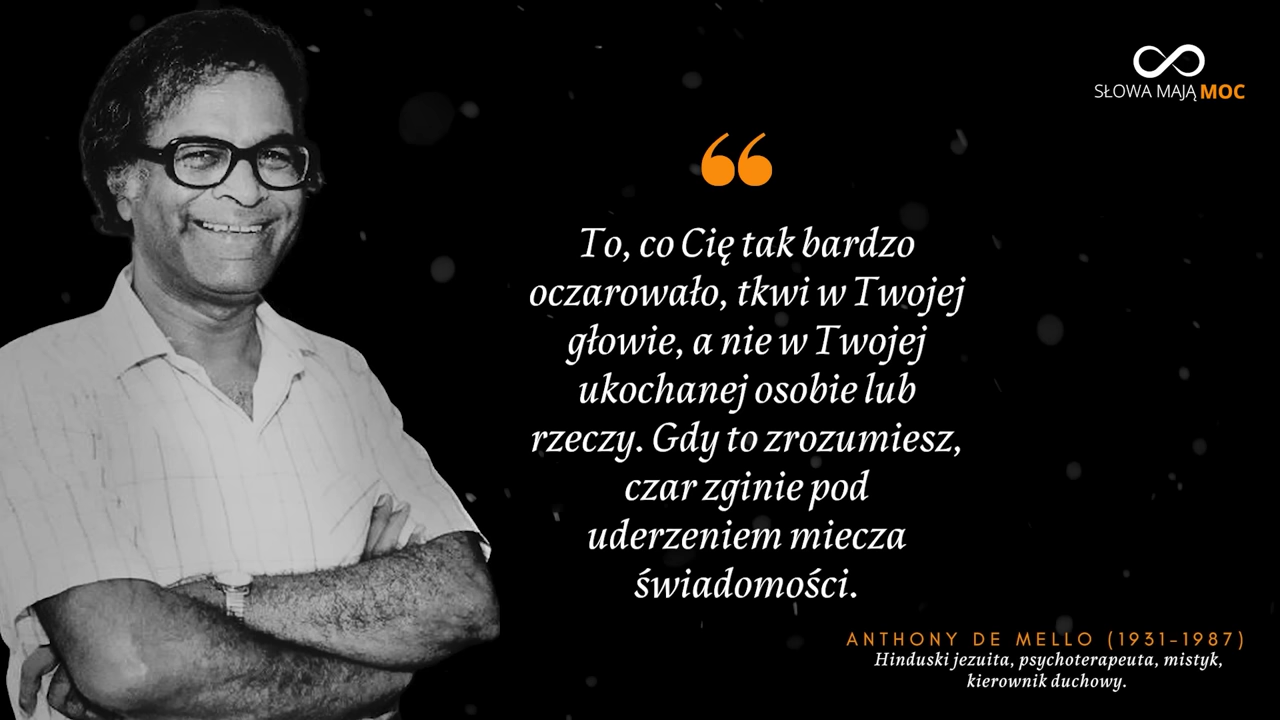 SŁOWA MAJĄ MOC
To, co Cię tak bardzo
oczarowało, tkwi w Twojej
głowie, a nie w Twojej
ukochanej osobie lub
rzeczy. Gdy to zrozumiesz,
czar zginie pod
uderzeniem miecza
świadomości.
ANTHONY DE MELLO (1931-1987)
Hinduski jezuita, psychoterapeuta, mistyk,
kierownik duchowy.